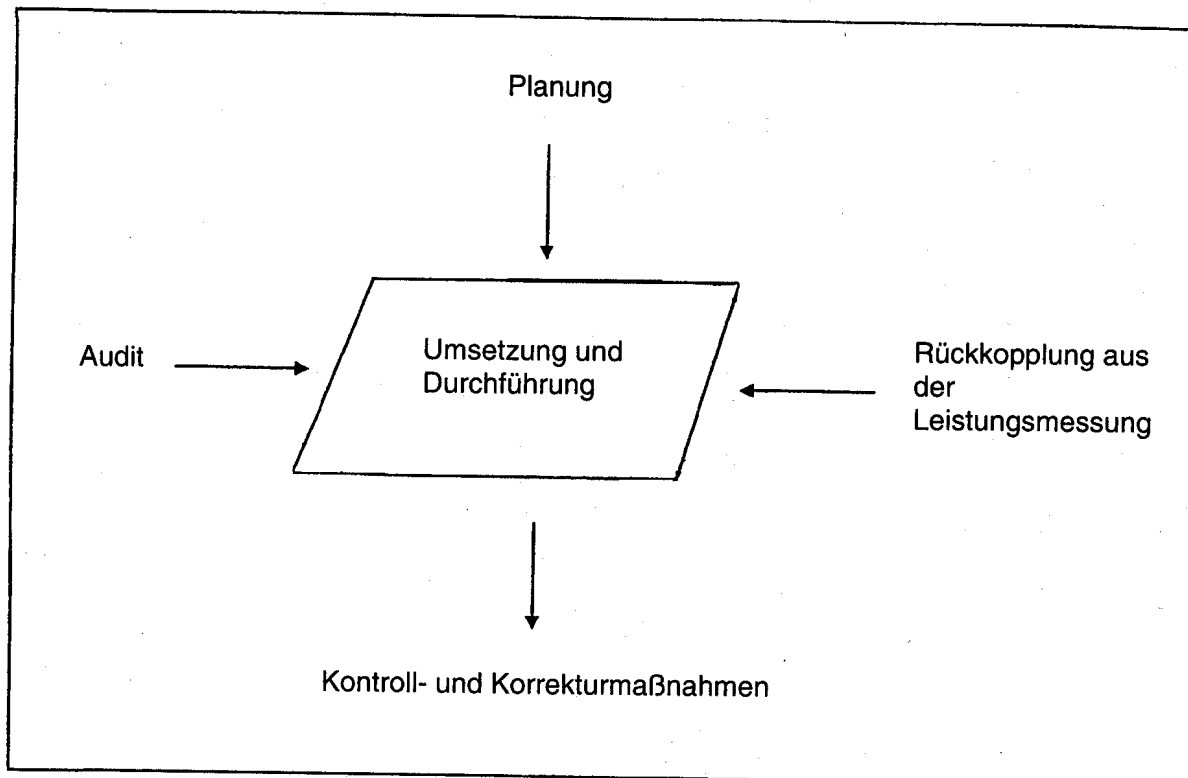 Planung
Audit
Umsetzung und
Durchführung
Rückkopplung aus
der
Leistungsmessung
Kontroll- und Korrekturmaßnahmen